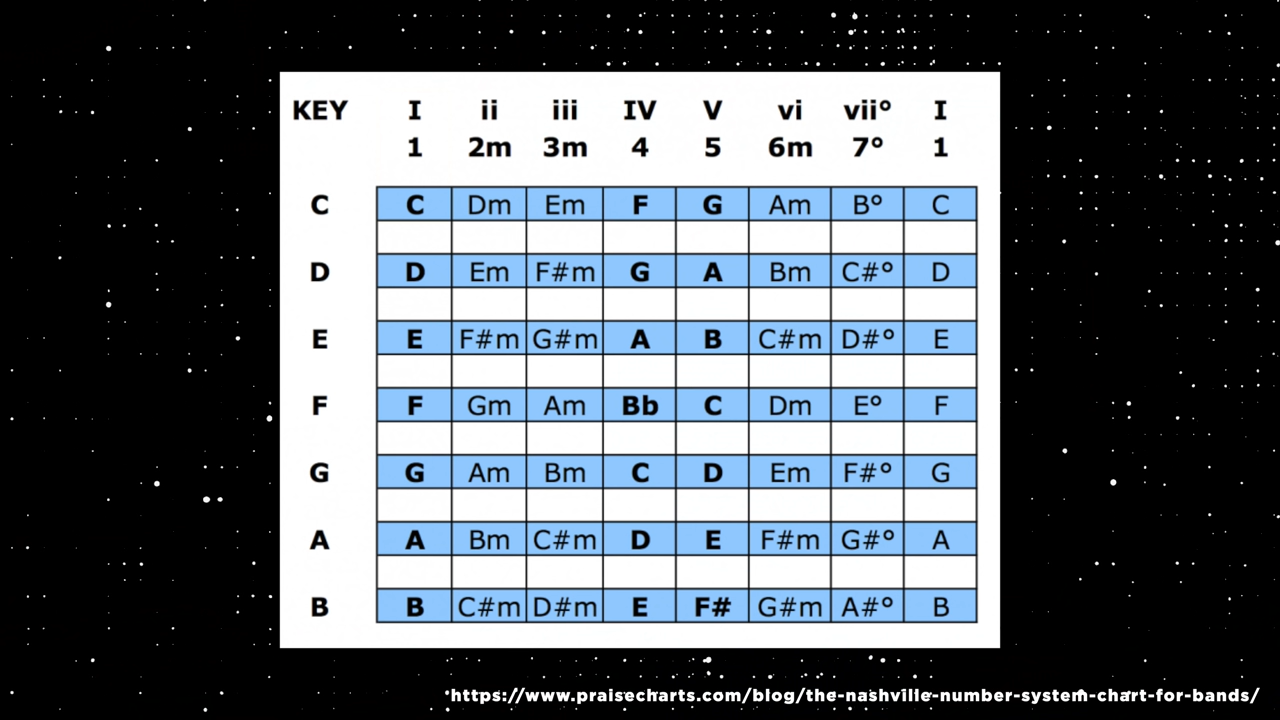 KEY I ii iii IV V vi vii° I
1 2m 3m 4 5 6m 7° 1
C C Dm Em F G Am B° C
D D Em F#m G A Bm C#° D
E E F#m G#m A B C#m D#° E
F F Gm Am Bb C Dm E° F
G G Am Bm C D Em F#° G
A A Bm C#m D E F#m G#° A
B B C#m D#m E F# G#m A#° B
https://www.praisecharts.com/blog/the-nashville-number-system-chart-for-bands/